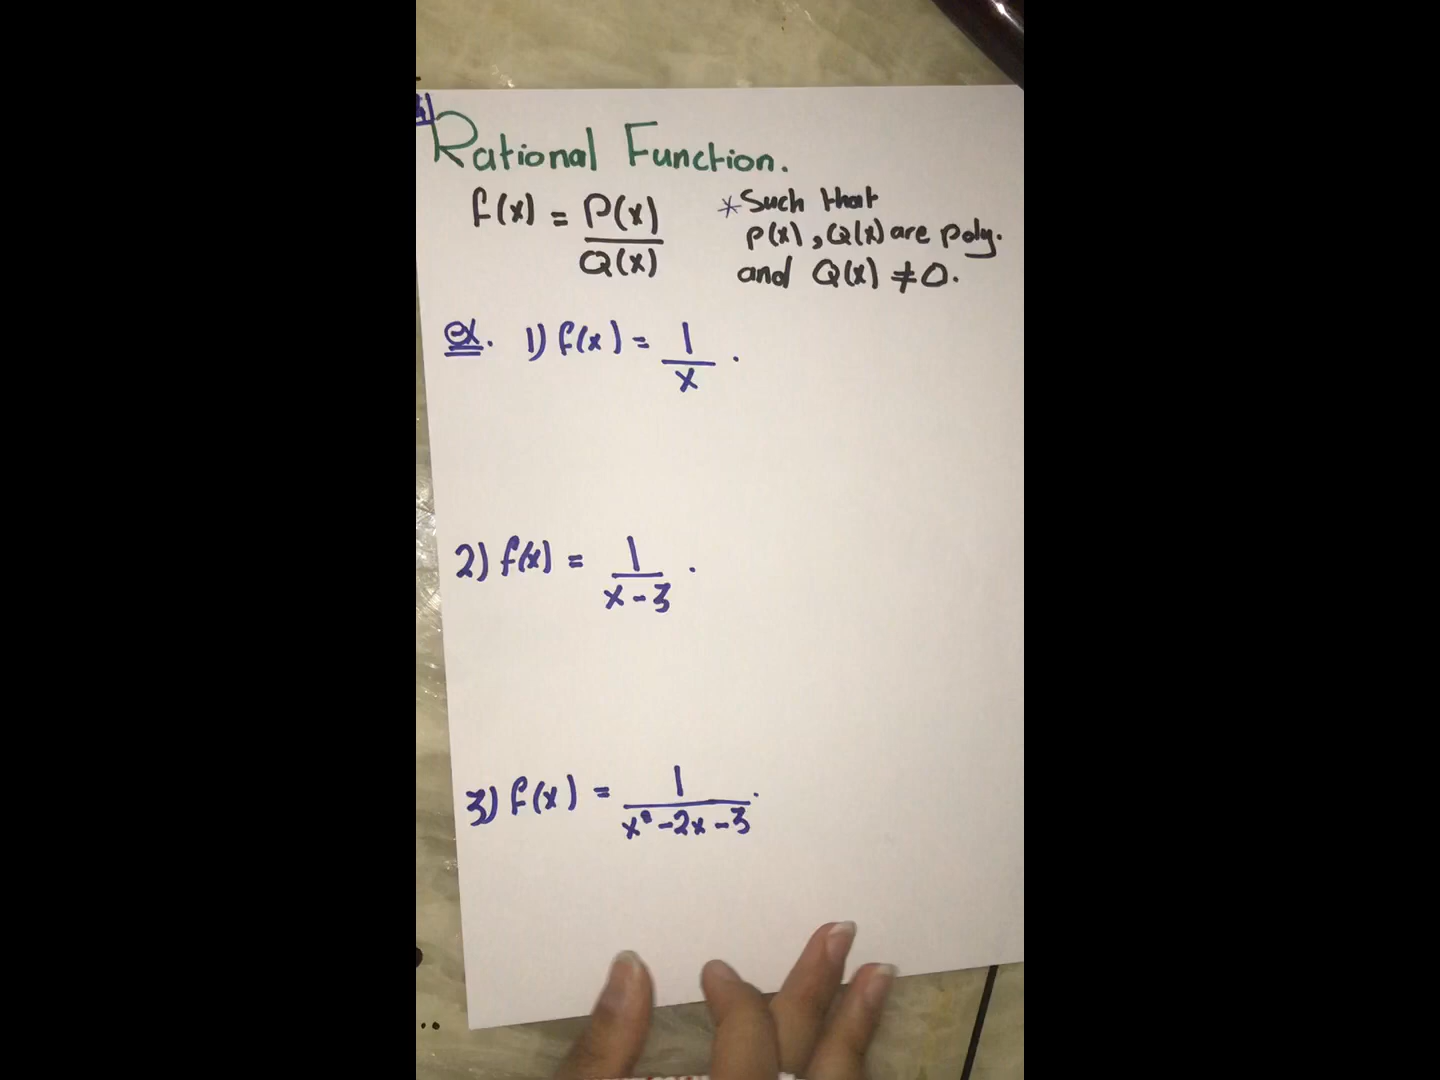 4)
Rational Function.
f(x) = P(x) / Q(x)
*Such that
P(x), Q(x) are poly.
and Q(x) ≠ 0.
ex. 1) f(x) = 1 / x .
2) f(x) = 1 / x-3 .
3) f(x) = 1 / x²-2x-3 .